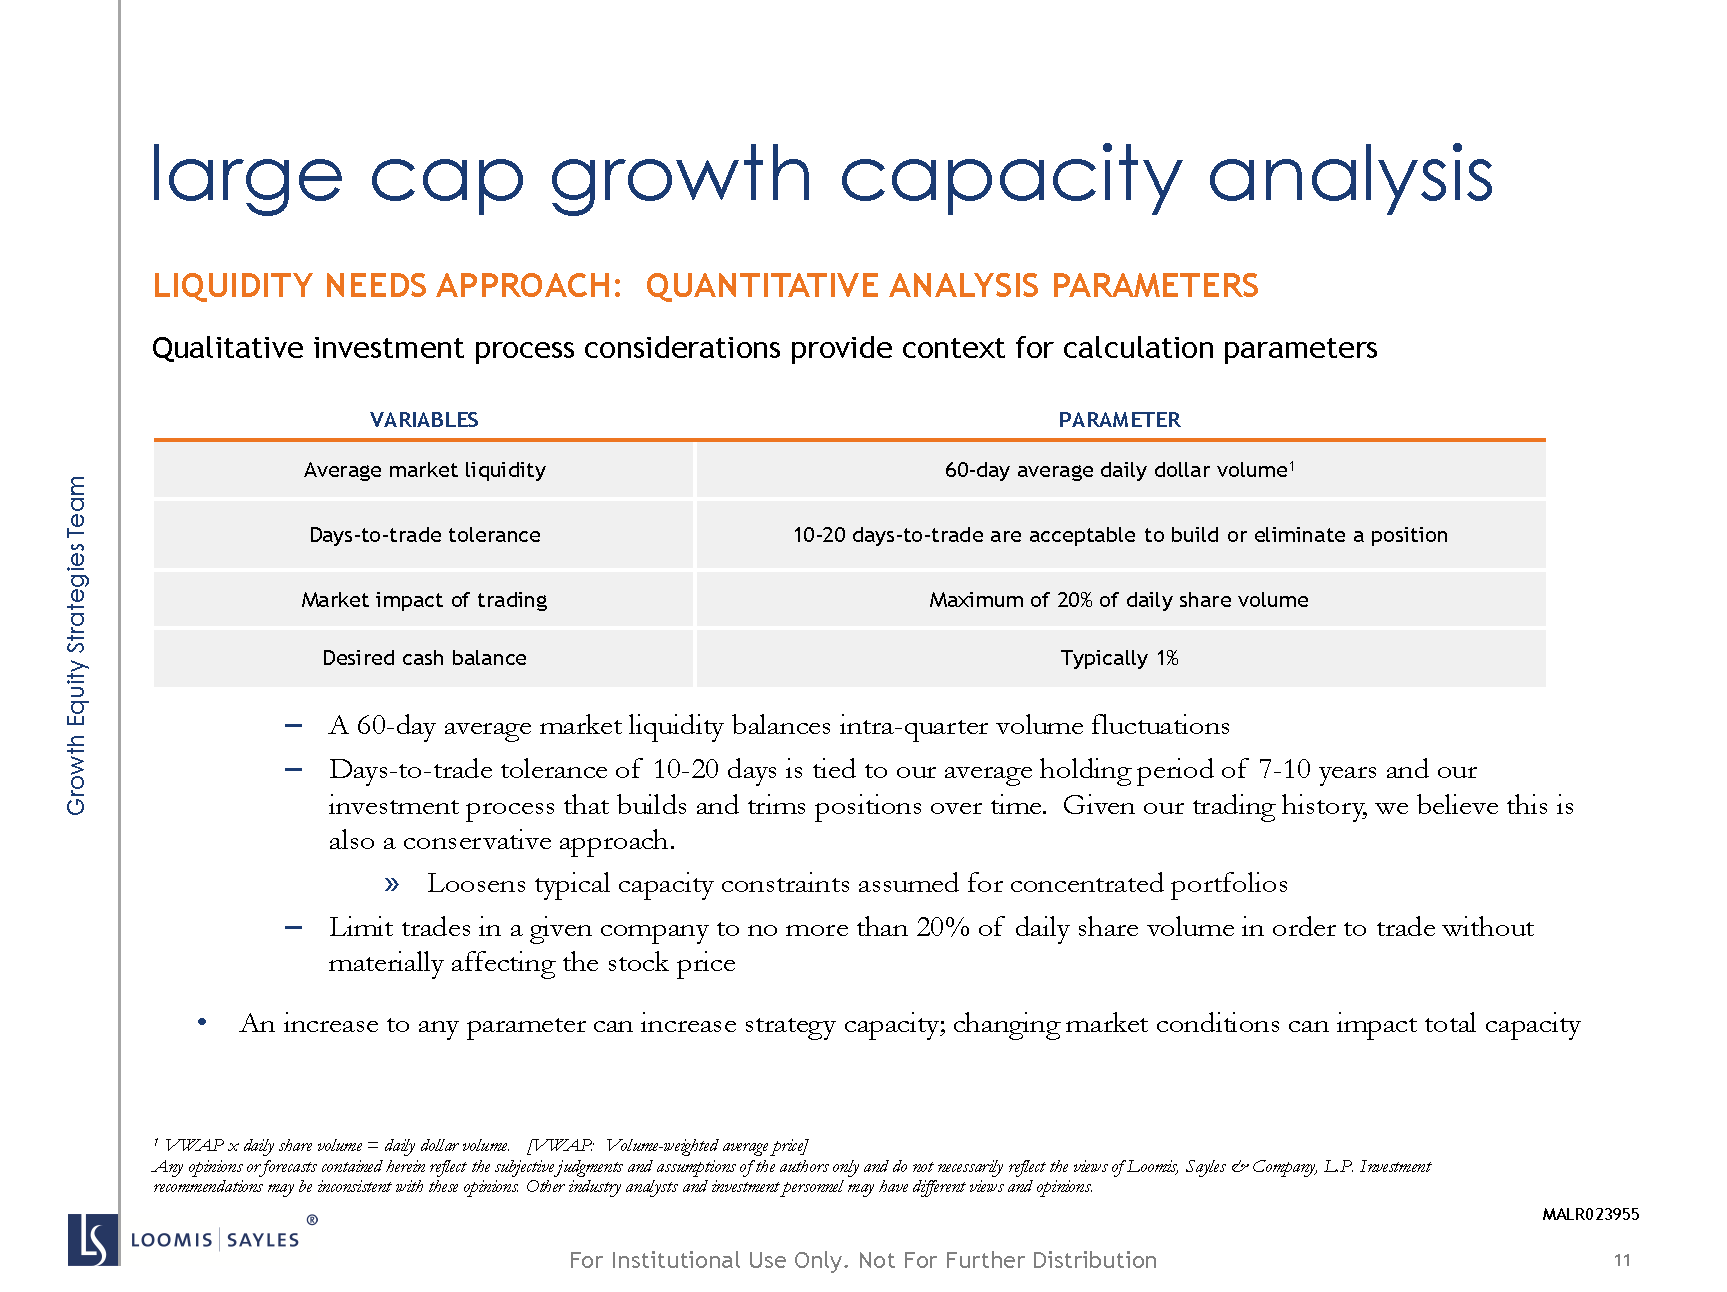 large cap growth capacity analysis
LIQUIDITY NEEDS APPROACH: QUANTITATIVE ANALYSIS PARAMETERS
Qualitative investment process considerations provide context for calculation parameters
VARIABLES PARAMETER
Average market liquidity 60-day average daily dollar volume¹
Days-to-trade tolerance 10-20 days-to-trade are acceptable to build or eliminate a position
Market impact of trading Maximum of 20% of daily share volume
Desired cash balance Typically 1%
Growth Equity Strategies Team
– A 60-day average market liquidity balances intra-quarter volume fluctuations
– Days-to-trade tolerance of 10-20 days is tied to our average holding period of 7-10 years and our
investment process that builds and trims positions over time. Given our trading history, we believe this is
also a conservative approach.
» Loosens typical capacity constraints assumed for concentrated portfolios
– Limit trades in a given company to no more than 20% of daily share volume in order to trade without
materially affecting the stock price
• An increase to any parameter can increase strategy capacity; changing market conditions can impact total capacity
¹ VWAP x daily share volume = daily dollar volume. [VWAP: Volume-weighted average price]
Any opinions or forecasts contained herein reflect the subjective judgments and assumptions of the authors only and do not necessarily reflect the views of Loomis, Sayles & Company, L.P. Investment
recommendations may be inconsistent with these opinions. Other industry analysts and investment personnel may have different views and opinions.
MALR023955
LS LOOMIS | SAYLES ®
For Institutional Use Only. Not For Further Distribution
11